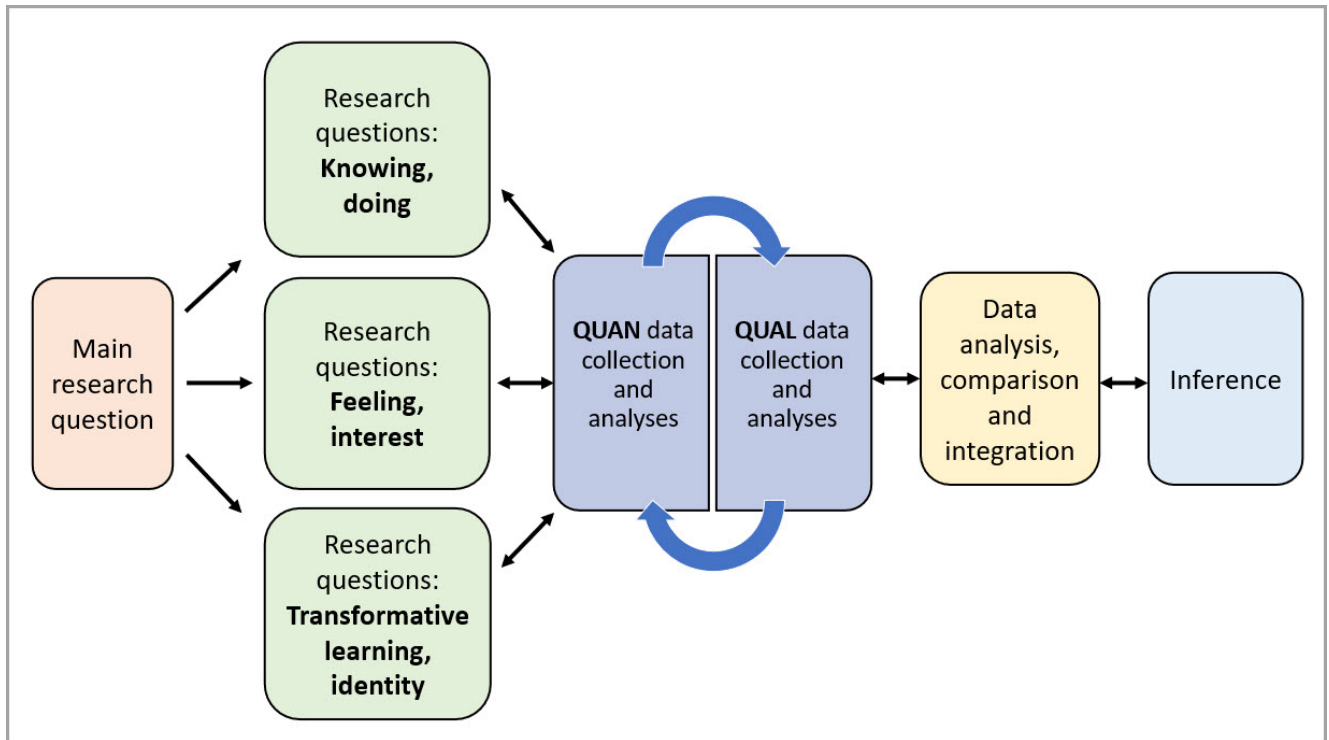 Main
research
question
Research
questions:
Knowing,
doing
Research
questions:
Feeling,
interest
Research
questions:
Transformative
learning,
identity
QUAN data
collection
and
analyses
QUAL data
collection
and
analyses
Data
analysis,
comparison
and
integration
Inference